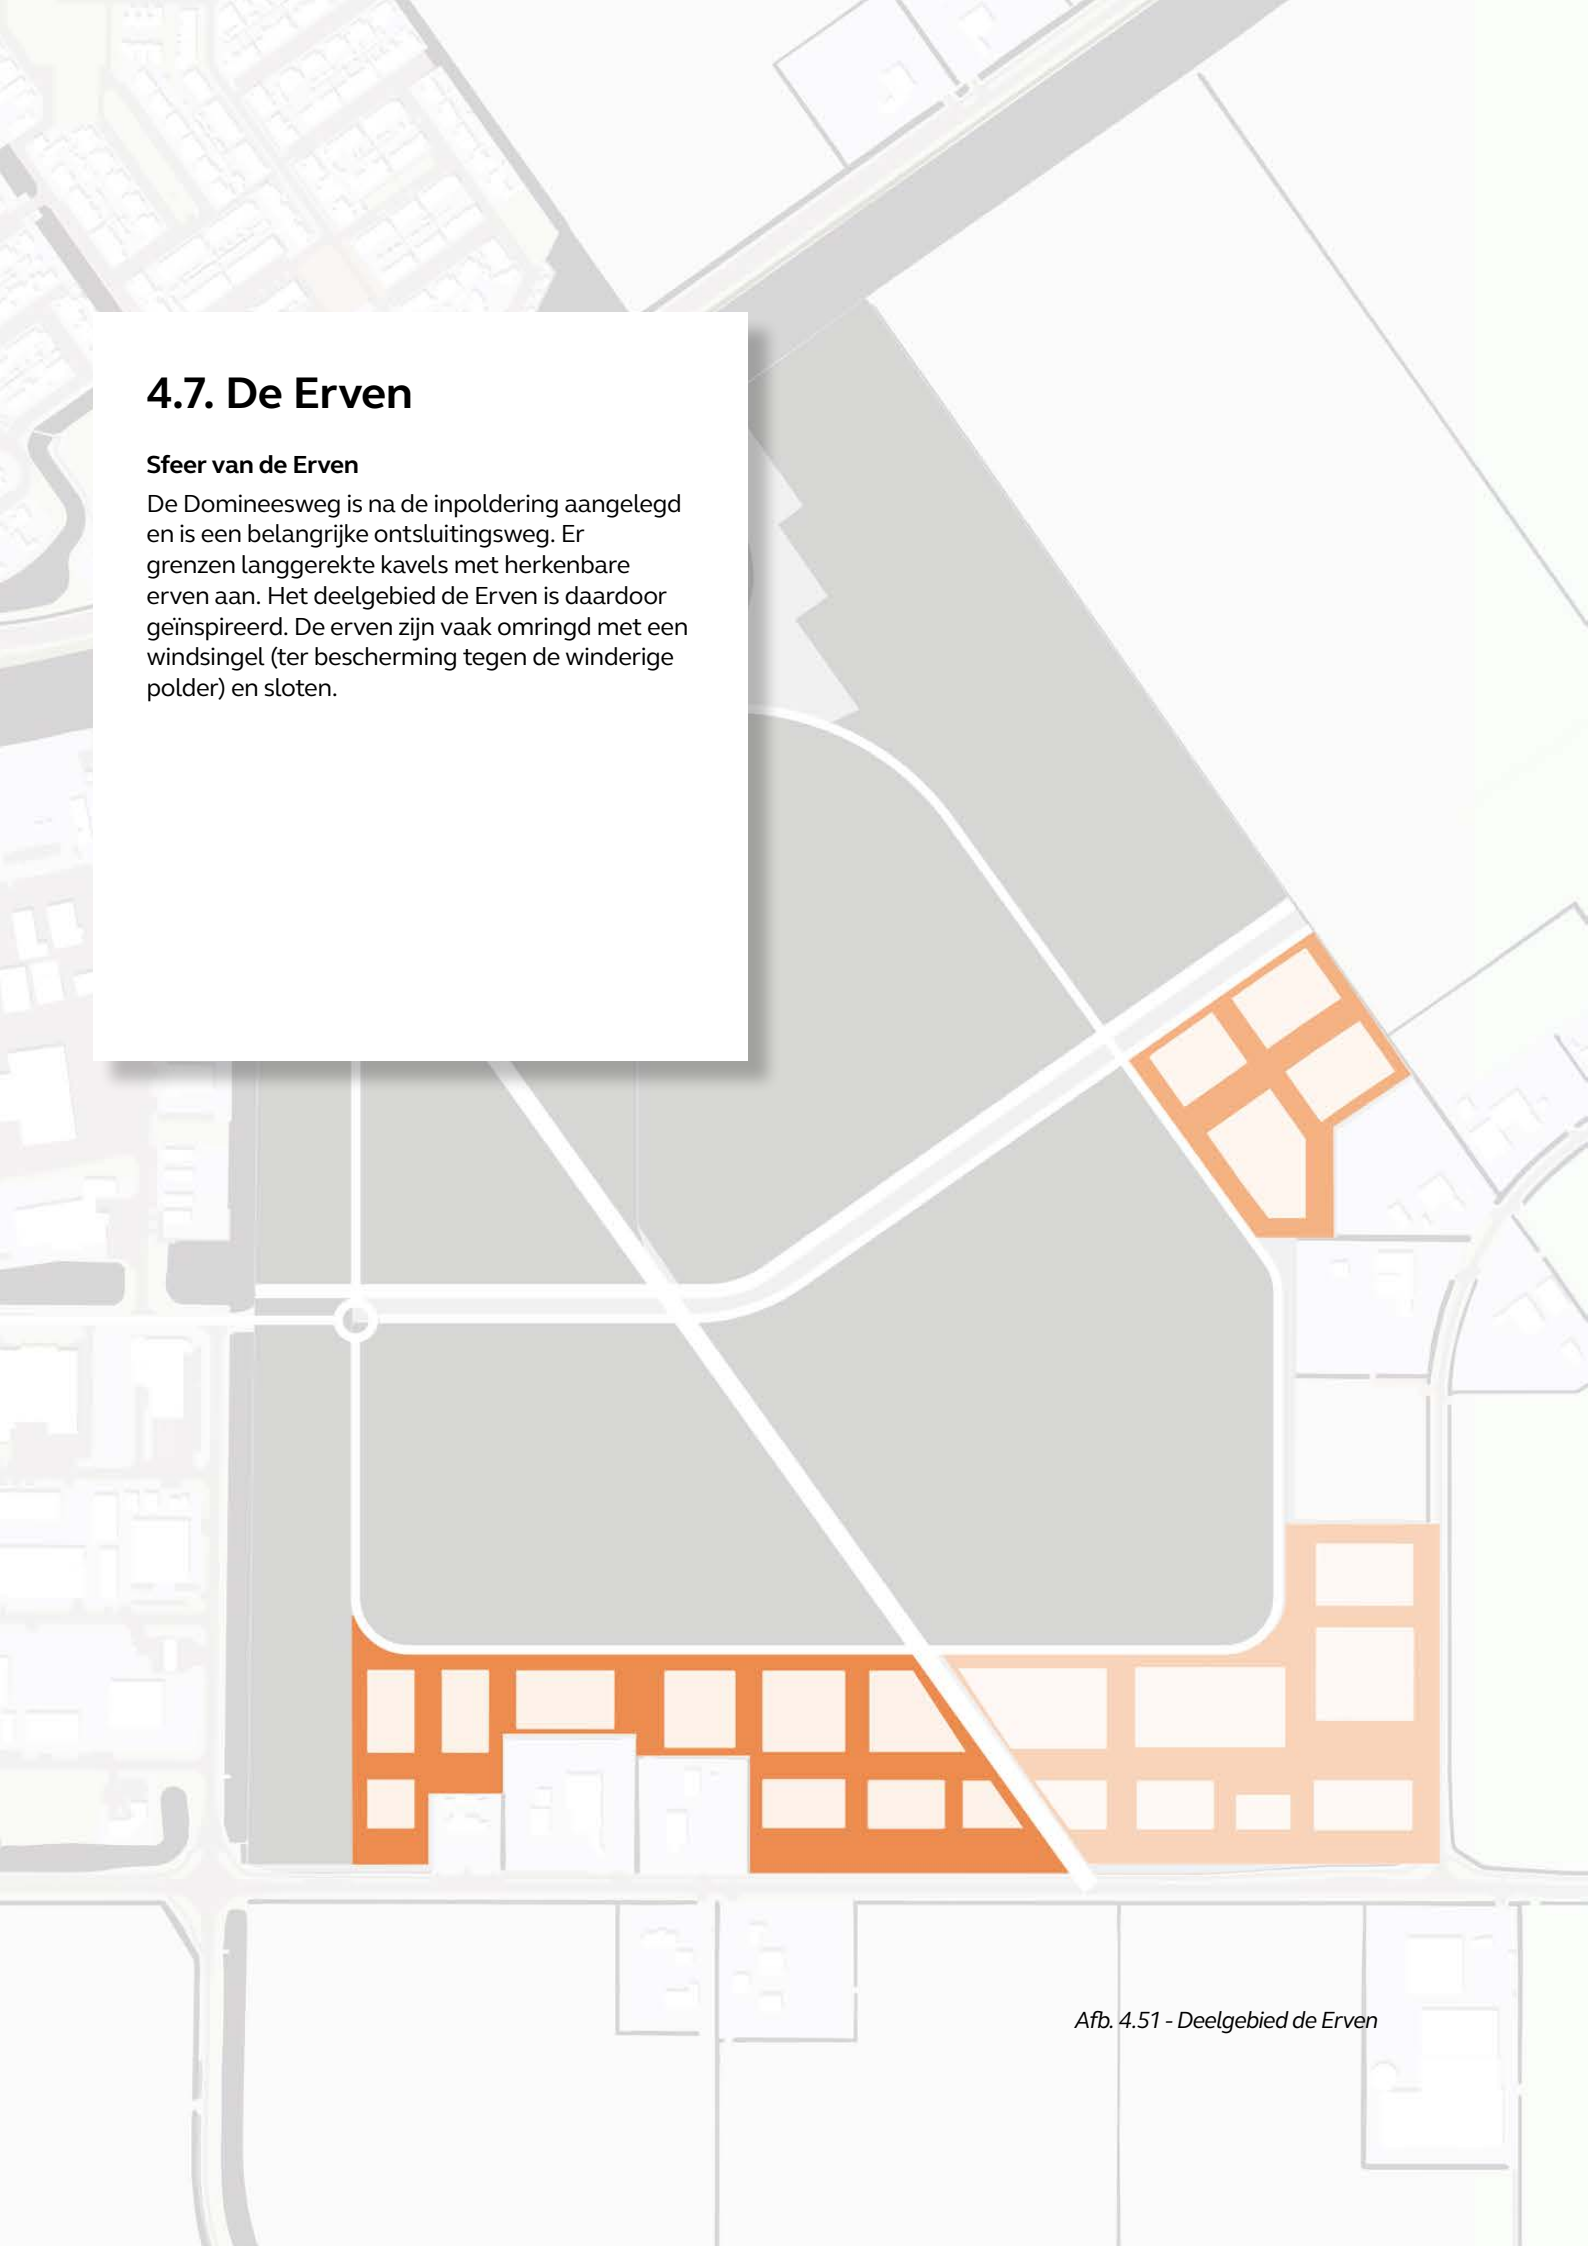 4.7. De Erven
Sfeer van de Erven
De Domineesweg is na de inpoldering aangelegd
en is een belangrijke ontsluitingsweg. Er
grenzen langgerekte kavels met herkenbare
erven aan. Het deelgebied de Erven is daardoor
geïnspireerd. De erven zijn vaak omringd met een
windsingel (ter bescherming tegen de winderige
polder) en sloten.
Afb. 4.51 - Deelgebied de Erven